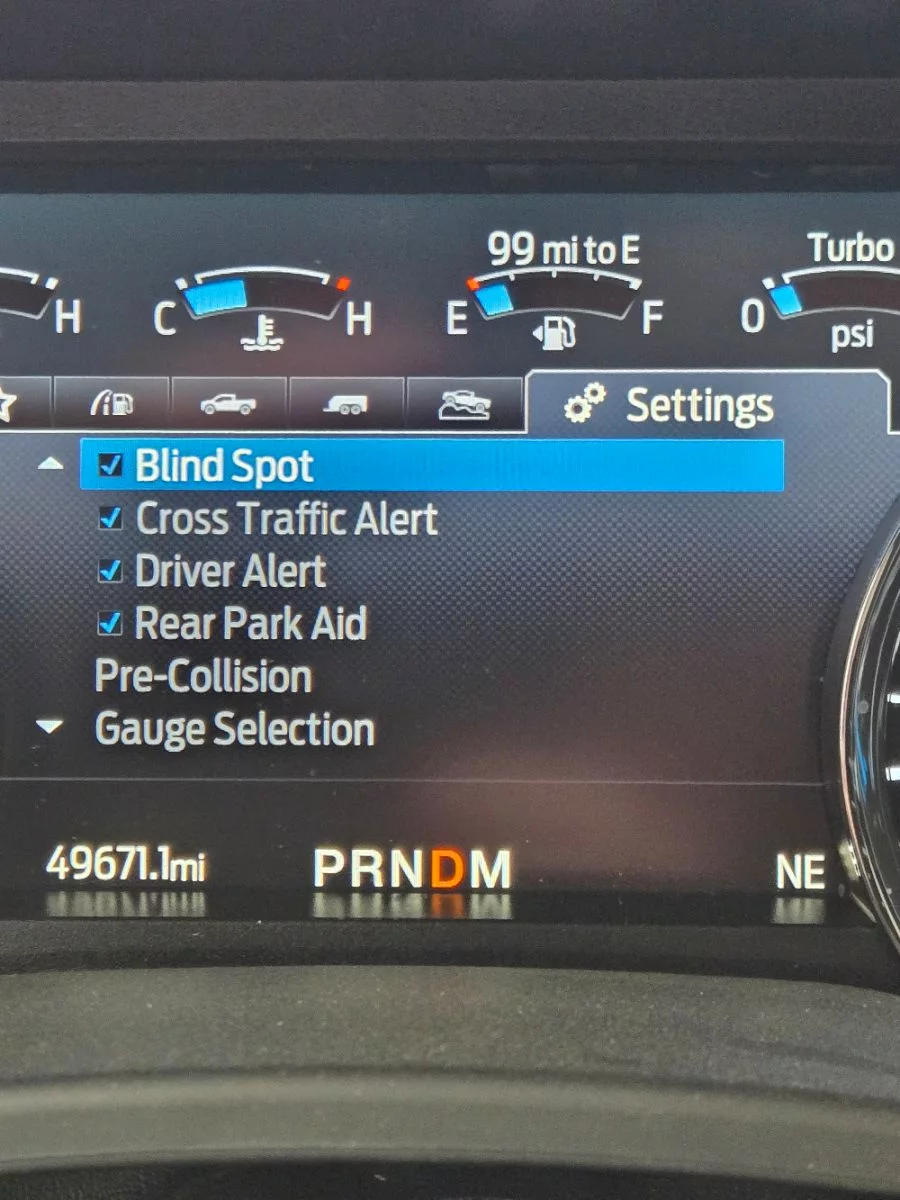 99 mi to E
Turbo
H
C H
E F
0
psi
Settings
Blind Spot
Cross Traffic Alert
Driver Alert
Rear Park Aid
Pre-Collision
Gauge Selection
49671.1mi
PRNDM
NE